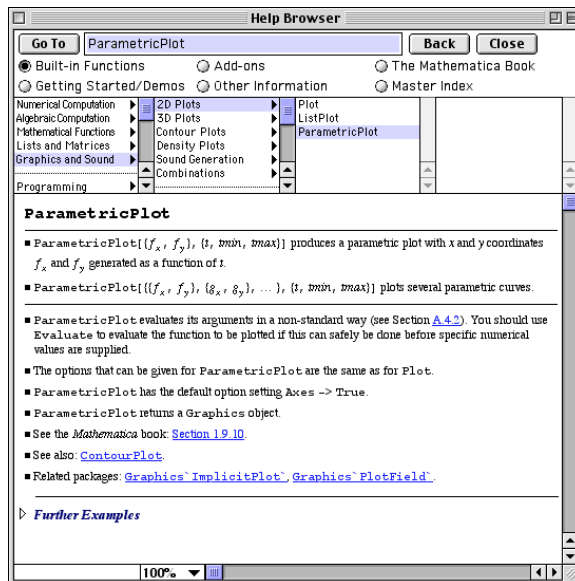 Help Browser
Go To ParametricPlot Back Close
Built-in Functions Add-ons The Mathematica Book
Getting Started/Demos Other Information Master Index
Numerical Computation 2D Plots Plot
Algebraic Computation 3D Plots ListPlot
Mathematical Functions Contour Plots ParametricPlot
Lists and Matrices Density Plots
Graphics and Sound Sound Generation
Combinations
Programming
ParametricPlot
■ ParametricPlot[{f_x, f_y}, {t, tmin, tmax}] produces a parametric plot with x and y coordinates
f_x and f_y generated as a function of t.
■ ParametricPlot[{{f_x, f_y}, {g_x, g_y}, ... }, {t, tmin, tmax}] plots several parametric curves.
■ ParametricPlot evaluates its arguments in a non-standard way (see Section A.4.2). You should use
Evaluate to evaluate the function to be plotted if this can safely be done before specific numerical
values are supplied.
■ The options that can be given for ParametricPlot are the same as for Plot.
■ ParametricPlot has the default option setting Axes -> True.
■ ParametricPlot returns a Graphics object.
■ See the Mathematica book: Section 1.9.10.
■ See also: ContourPlot.
■ Related packages: Graphics`ImplicitPlot`, Graphics`PlotField`.
Further Examples
100%